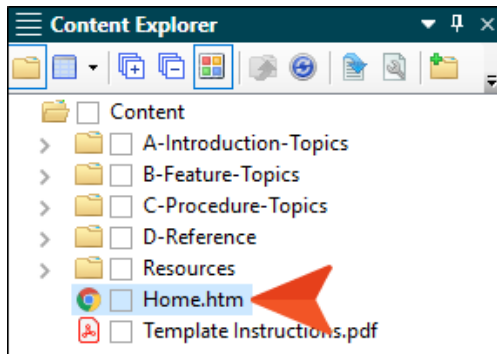 Content Explorer
Content
A-Introduction-Topics
B-Feature-Topics
C-Procedure-Topics
D-Reference
Resources
Home.htm
Template Instructions.pdf